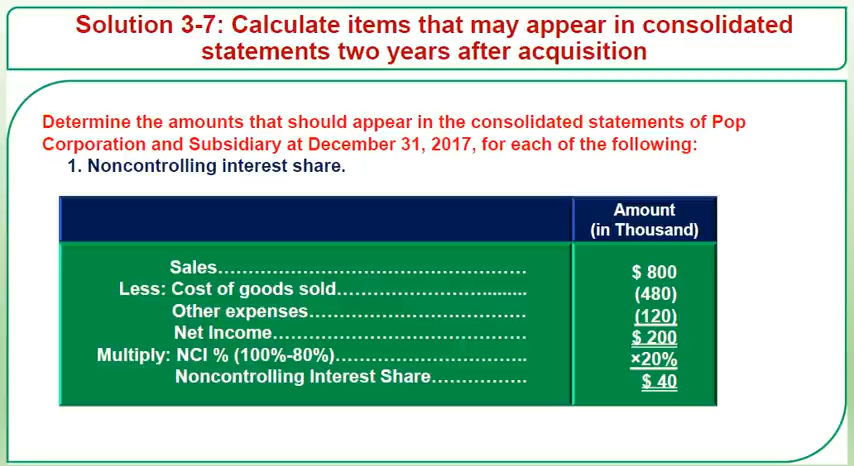 Solution 3-7: Calculate items that may appear in consolidated
statements two years after acquisition
Determine the amounts that should appear in the consolidated statements of Pop
Corporation and Subsidiary at December 31, 2017, for each of the following:
1. Noncontrolling interest share.
Amount
(in Thousand)
Sales……………………………………………… $ 800
Less: Cost of goods sold……………………......... (480)
Other expenses……………………………… (120)
Net Income…………………………………… $ 200
Multiply: NCI % (100%-80%)………………………….. ×20%
Noncontrolling Interest Share……………. $ 40